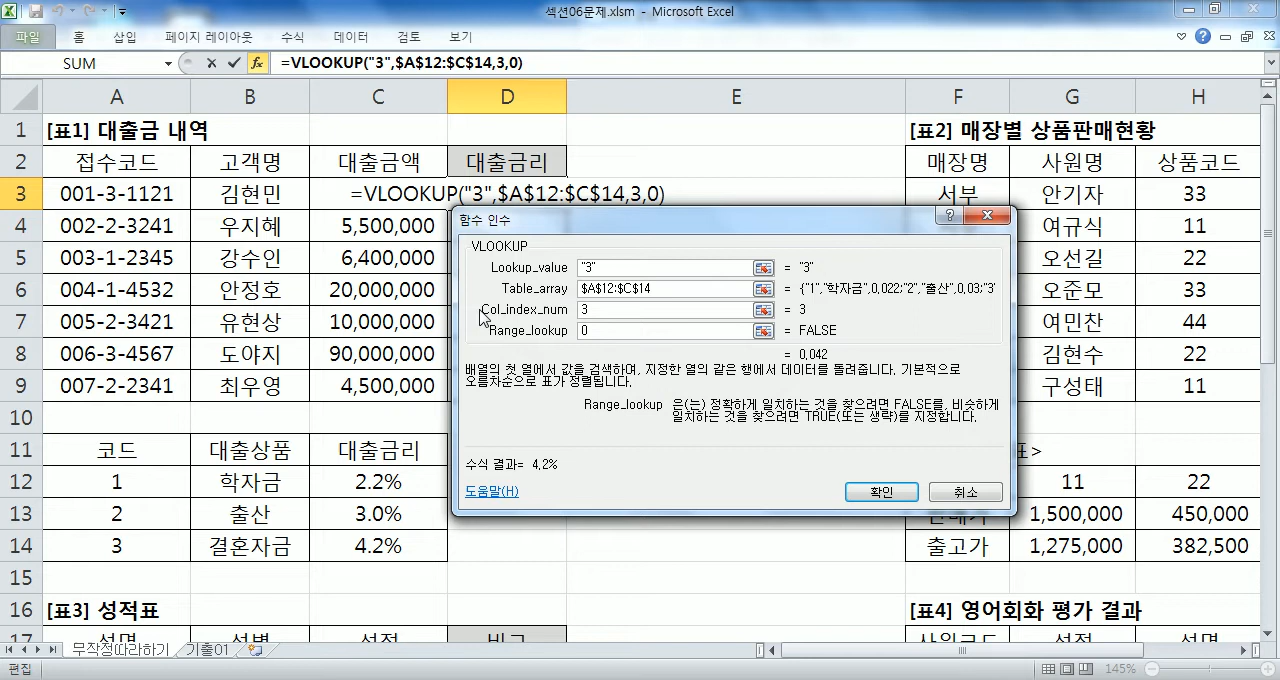 섹션06문제.xlsm - Microsoft Excel
파일 홈 삽입 페이지 레이아웃 수식 데이터 검토 보기
SUM fx =VLOOKUP("3",$A$12:$C$14,3,0)
A B C D E F G H
1 [표1] 대출금 내역 [표2] 매장별 상품판매현황
2 접수코드 고객명 대출금액 대출금리 매장명 사원명 상품코드
3 001-3-1121 김현민 =VLOOKUP("3",$A$12:$C$14,3,0) 서부 안기자 33
4 002-2-3241 우지혜 5,500,000 여규식 11
5 003-1-2345 강수인 6,400,000 오선길 22
6 004-1-4532 안정호 20,000,000 오준모 33
7 005-2-3421 유현상 10,000,000 여민찬 44
8 006-3-4567 도야지 90,000,000 김현수 22
9 007-2-2341 최우영 4,500,000 구성태 11
10
11 코드 대출상품 대출금리 표>
12 1 학자금 2.2% 11 22
13 2 출산 3.0% 판매가 1,500,000 450,000
14 3 결혼자금 4.2% 출고가 1,275,000 382,500
15
16 [표3] 성적표 [표4] 영어회화 평가 결과
17 성명 성별 성적 비고 사원코드 성적 성명
함수 인수
VLOOKUP
Lookup_value "3" = "3"
Table_array $A$12:$C$14 = {"1","학자금",0.022;"2","출산",0.03;"3"
Col_index_num 3 = 3
Range_lookup 0 = FALSE
= 0.042
배열의 첫 열에서 값을 검색하여, 지정한 열의 같은 행에서 데이터를 돌려줍니다. 기본적으로
오름차순으로 표가 정렬됩니다.
Range_lookup 은(는) 정확하게 일치하는 것을 찾으려면 FALSE를, 비슷하게
일치하는 것을 찾으려면 TRUE(또는 생략)를 지정합니다.
수식 결과= 4.2%
도움말(H) 확인 취소
무작정따라하기 기출01
편집 145%